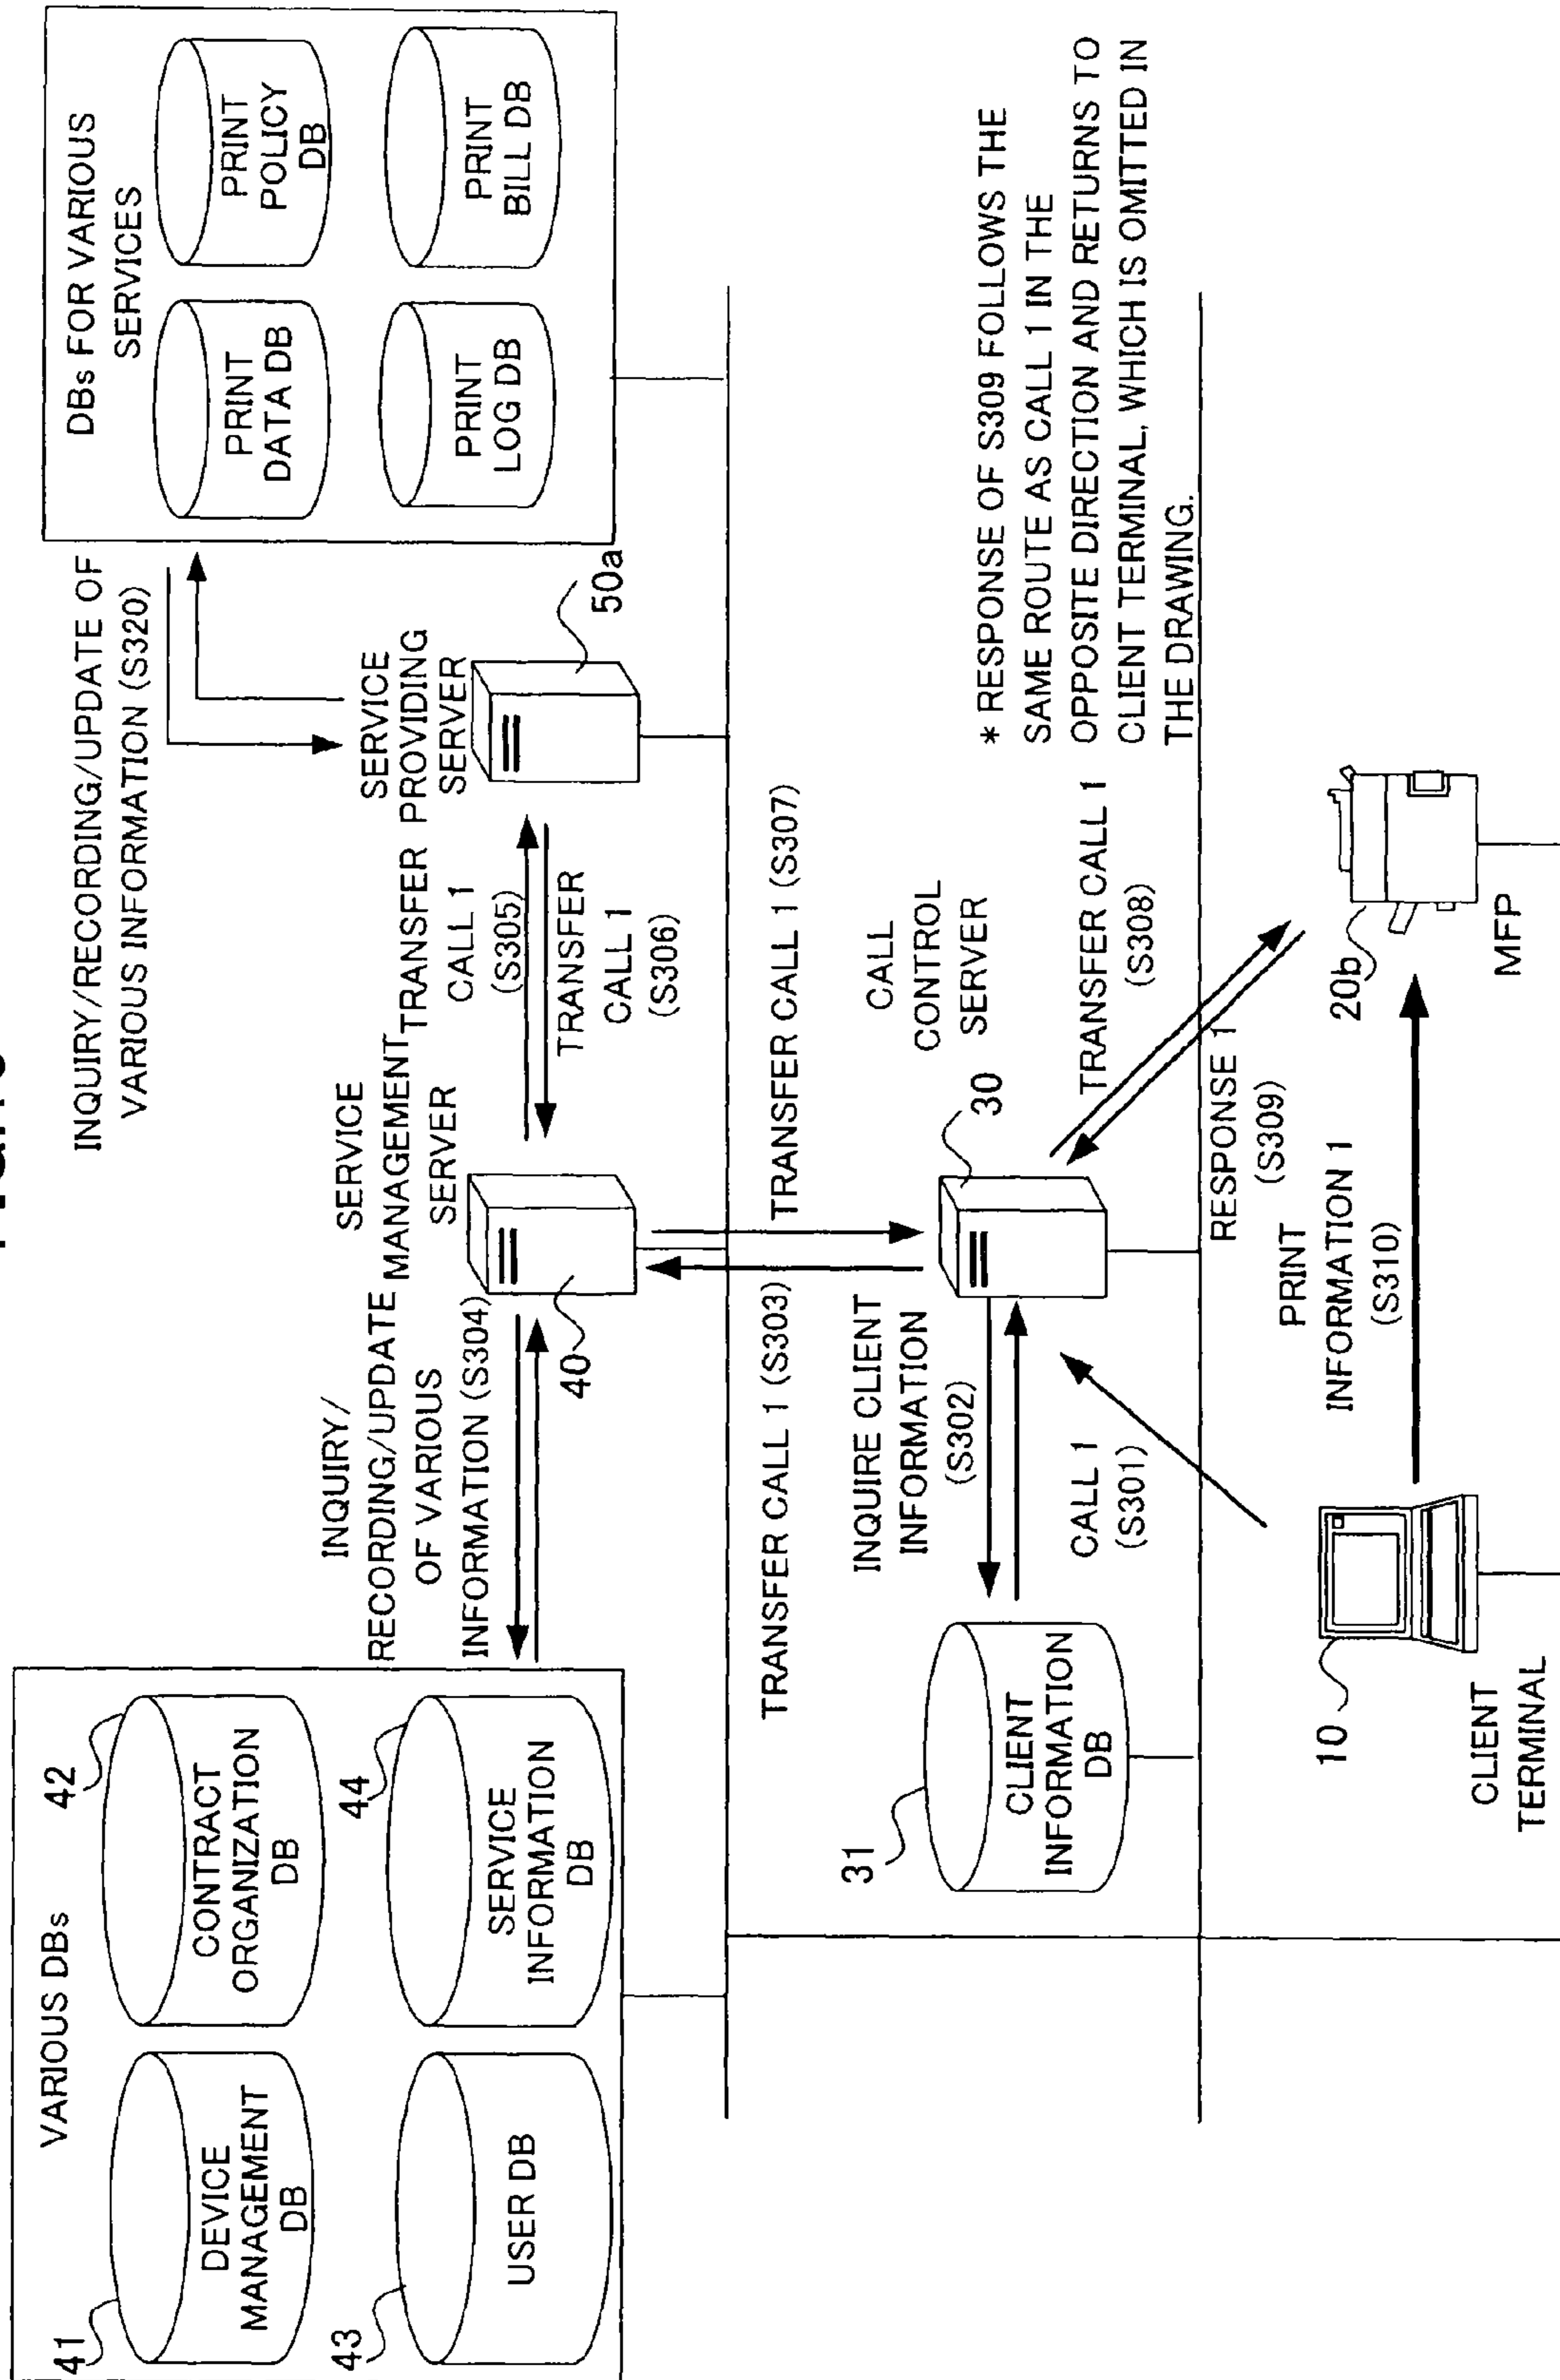 VARIOUS DBs
41
DEVICE
MANAGEMENT
DB
42
CONTRACT
ORGANIZATION
DB
43
USER DB
44
SERVICE
INFORMATION
DB
INQUIRY/
RECORDING/UPDATE
OF VARIOUS
INFORMATION (S304)
SERVICE
MANAGEMENT
SERVER
40
TRANSFER
CALL 1
(S305)
TRANSFER
CALL 1
(S306)
SERVICE
PROVIDING
SERVER
50a
INQUIRY/RECORDING/UPDATE OF
VARIOUS INFORMATION (S320)
DBs FOR VARIOUS
SERVICES
PRINT
DATA DB
PRINT
POLICY
DB
PRINT
LOG DB
PRINT
BILL DB
TRANSFER CALL 1 (S303)
TRANSFER CALL 1 (S307)
31
CLIENT
INFORMATION
DB
INQUIRE CLIENT
INFORMATION
(S302)
CALL 1
(S301)
30
CALL
CONTROL
SERVER
TRANSFER CALL 1
(S308)
RESPONSE 1
(S309)
* RESPONSE OF S309 FOLLOWS THE
SAME ROUTE AS CALL 1 IN THE
OPPOSITE DIRECTION AND RETURNS TO
CLIENT TERMINAL, WHICH IS OMITTED IN
THE DRAWING.
10
CLIENT
TERMINAL
PRINT
INFORMATION 1
(S310)
20b
MFP